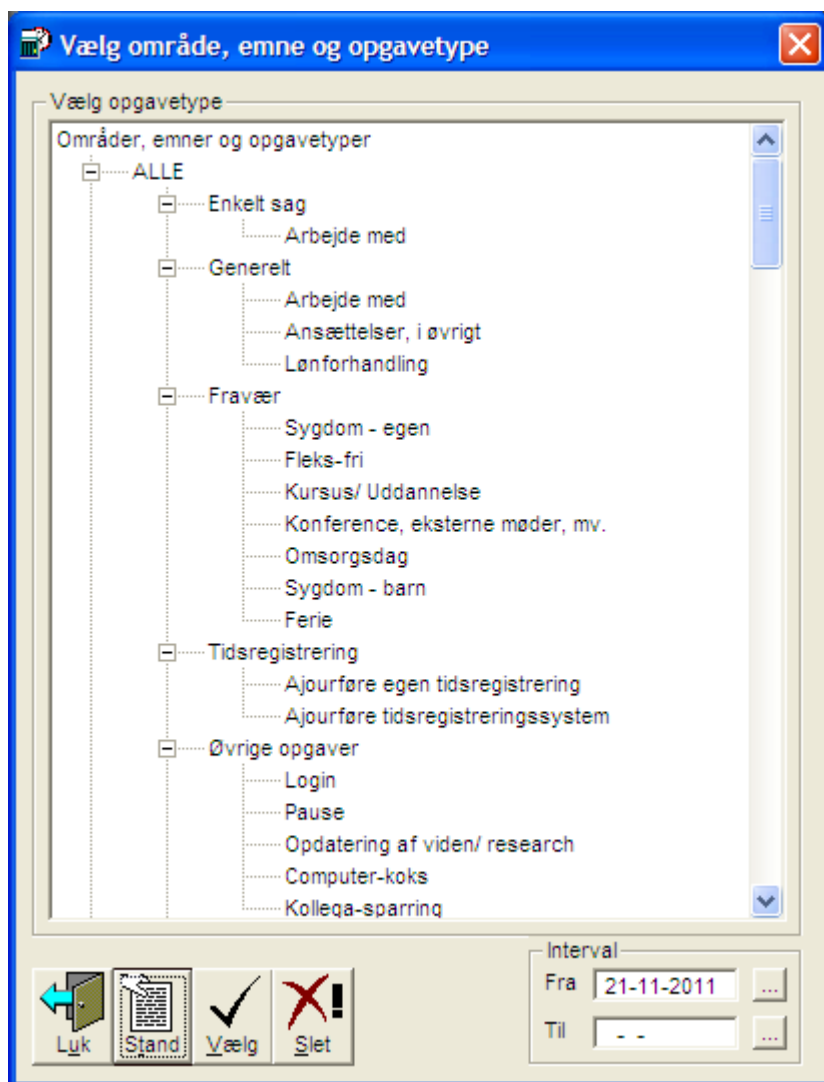 Vælg område, emne og opgavetype
Vælg opgavetype
Områder, emner og opgavetyper
ALLE
Enkelt sag
Arbejde med
Generelt
Arbejde med
Ansættelser, i øvrigt
Lønforhandling
Fravær
Sygdom - egen
Fleks-fri
Kursus/ Uddannelse
Konference, eksterne møder, mv.
Omsorgsdag
Sygdom - barn
Ferie
Tidsregistrering
Ajourføre egen tidsregistrering
Ajourføre tidsregistreringssystem
Øvrige opgaver
Login
Pause
Opdatering af viden/ research
Computer-koks
Kollega-sparring
Interval
Fra 21-11-2011 ...
Til - - ...
Luk Stand Vælg Slet